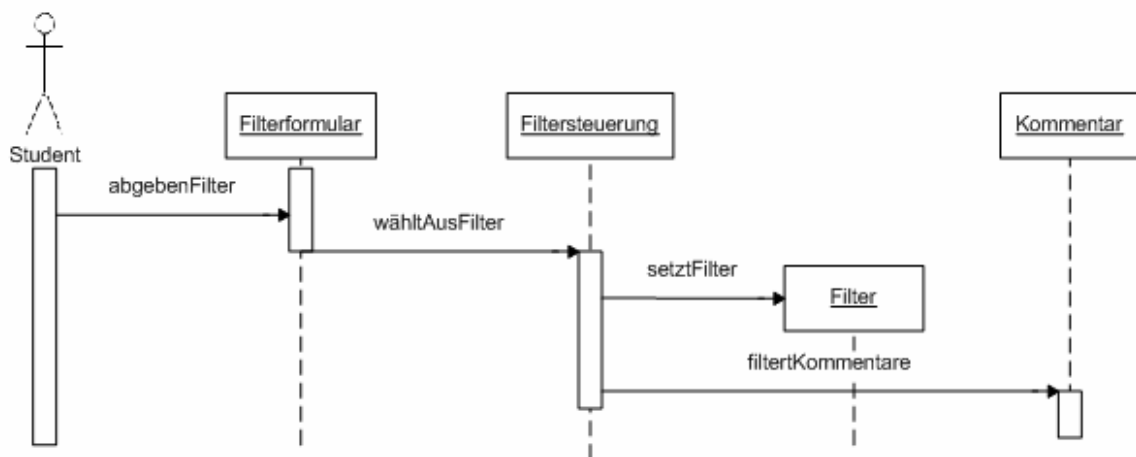 Filterformular
Filtersteuerung
Kommentar
Student
abgebenFilter
wähltAusFilter
setztFilter
Filter
filtertKommentare